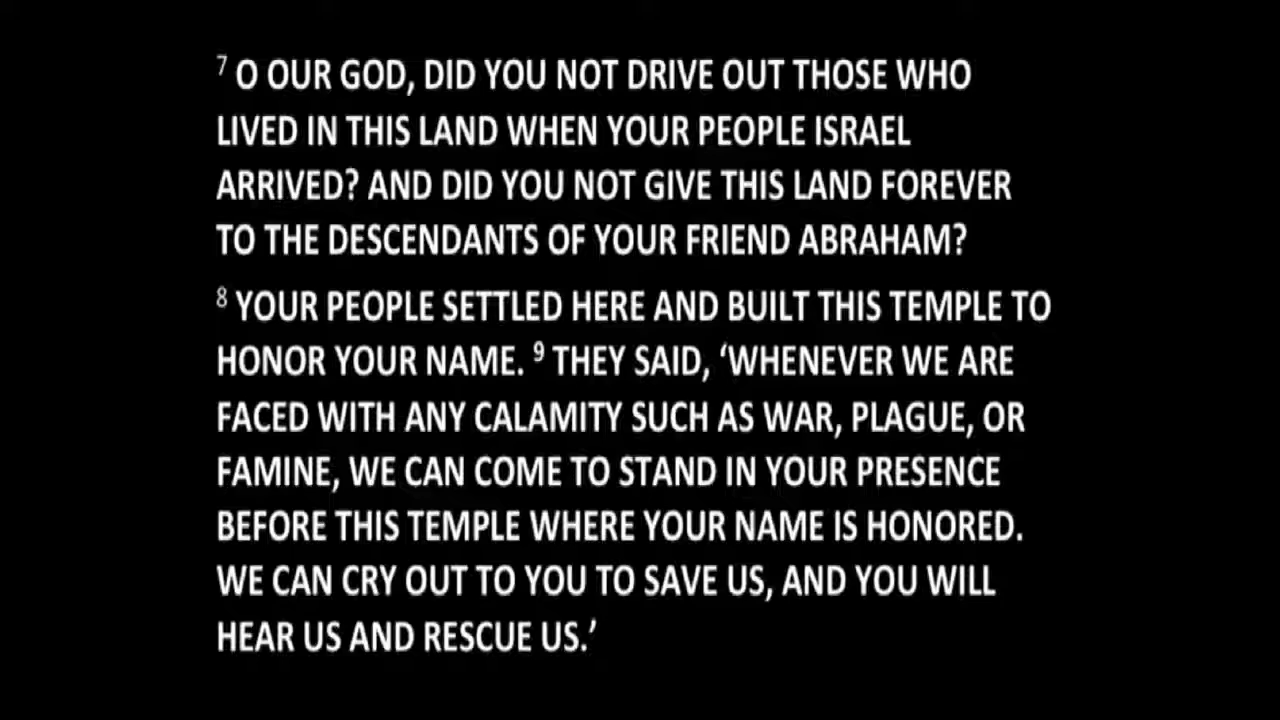 ⁷ O OUR GOD, DID YOU NOT DRIVE OUT THOSE WHO
LIVED IN THIS LAND WHEN YOUR PEOPLE ISRAEL
ARRIVED? AND DID YOU NOT GIVE THIS LAND FOREVER
TO THE DESCENDANTS OF YOUR FRIEND ABRAHAM?
⁸ YOUR PEOPLE SETTLED HERE AND BUILT THIS TEMPLE TO
HONOR YOUR NAME. ⁹ THEY SAID, ‘WHENEVER WE ARE
FACED WITH ANY CALAMITY SUCH AS WAR, PLAGUE, OR
FAMINE, WE CAN COME TO STAND IN YOUR PRESENCE
BEFORE THIS TEMPLE WHERE YOUR NAME IS HONORED.
WE CAN CRY OUT TO YOU TO SAVE US, AND YOU WILL
HEAR US AND RESCUE US.’